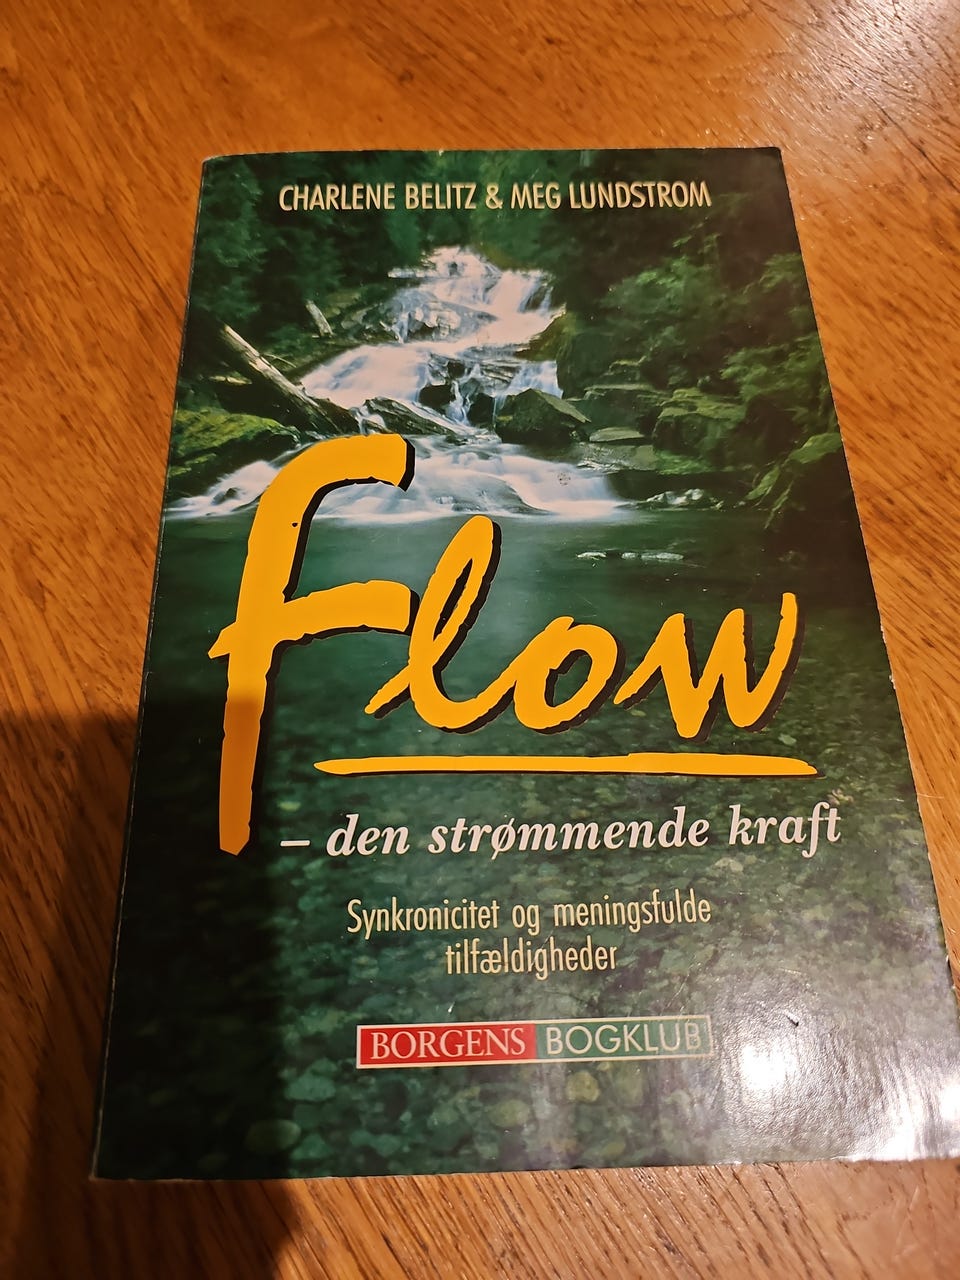 CHARLENE BELITZ & MEG LUNDSTROM
Flow
– den strømmende kraft
Synkronicitet og meningsfulde
tilfældigheder
BORGENS BOGKLUB